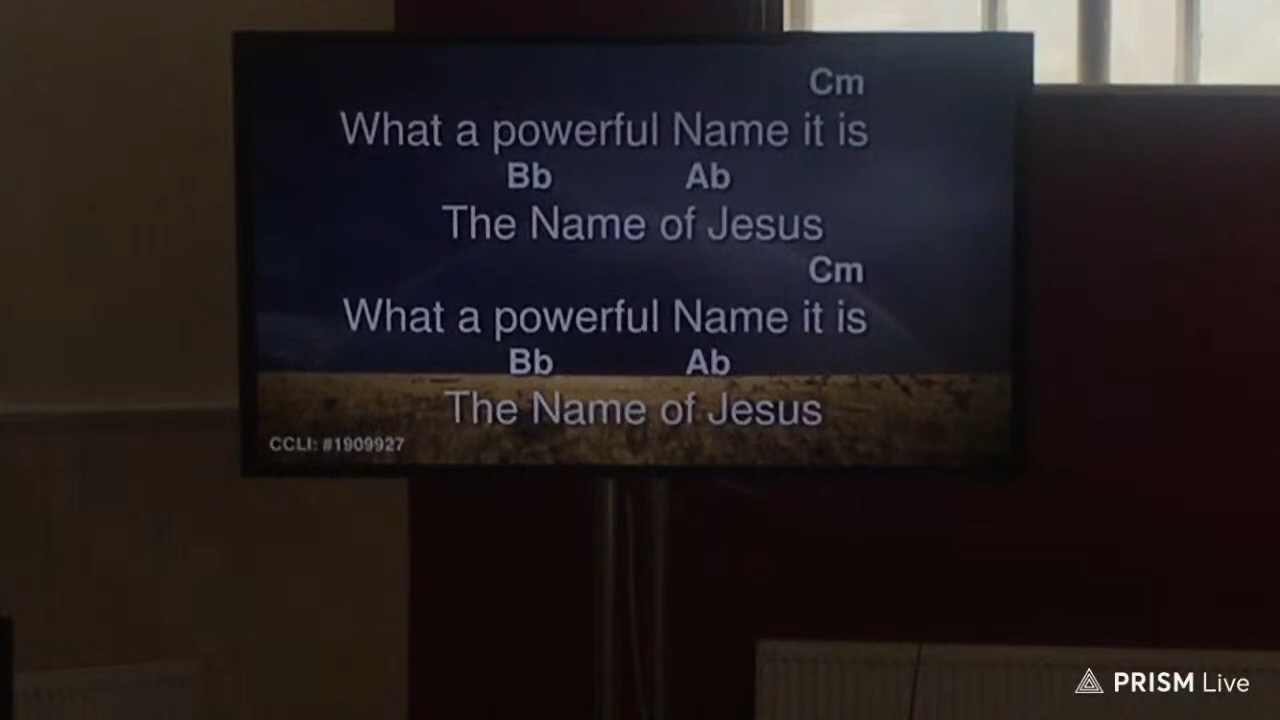 Cm
What a powerful Name it is
Bb Ab
The Name of Jesus
Cm
What a powerful Name it is
Bb Ab
The Name of Jesus
CCLI: #1909927
PRISM Live